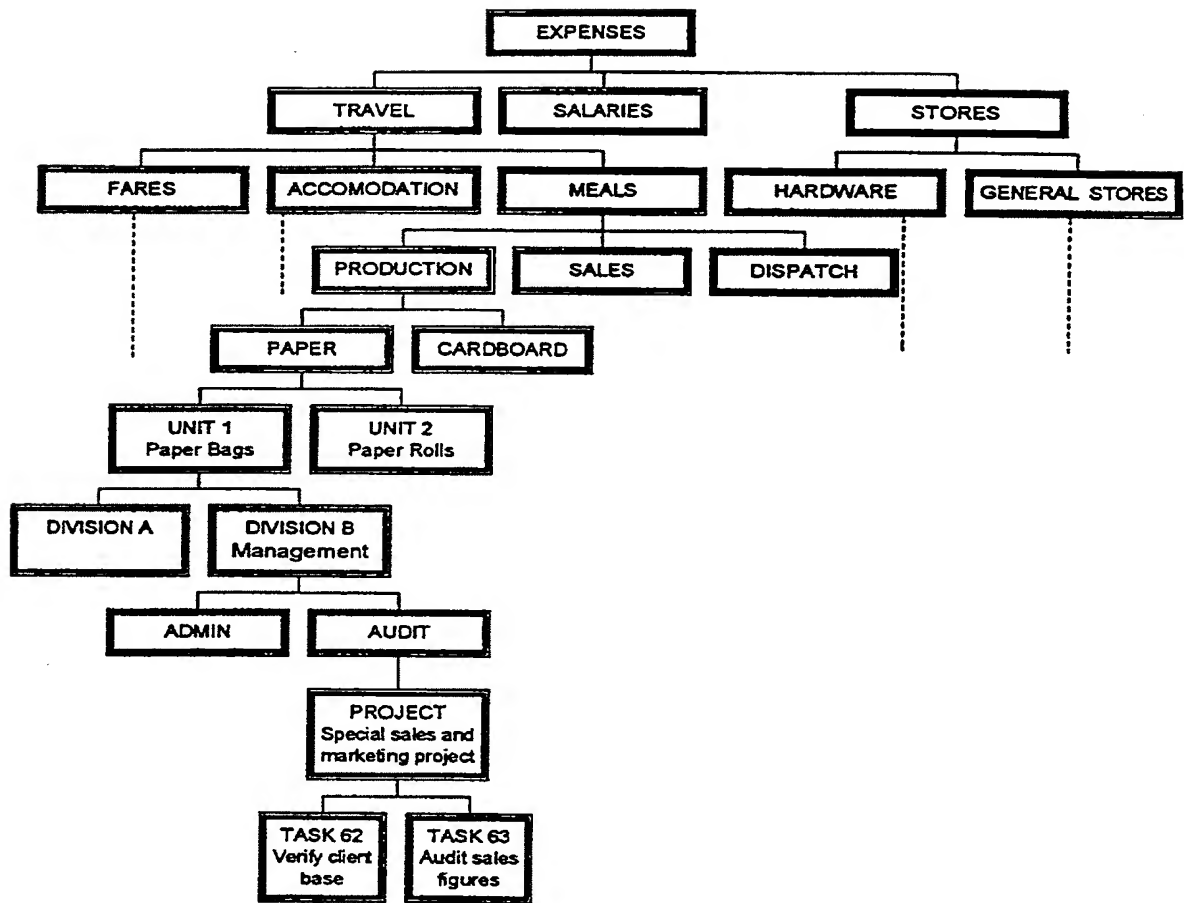 EXPENSES
TRAVEL
SALARIES
STORES
FARES
ACCOMODATION
MEALS
HARDWARE
GENERAL STORES
PRODUCTION
SALES
DISPATCH
PAPER
CARDBOARD
UNIT 1
Paper Bags
UNIT 2
Paper Rolls
DIVISION A
DIVISION B
Management
ADMIN
AUDIT
PROJECT
Special sales and
marketing project
TASK 62
Verify client
base
TASK 63
Audit sales
figures